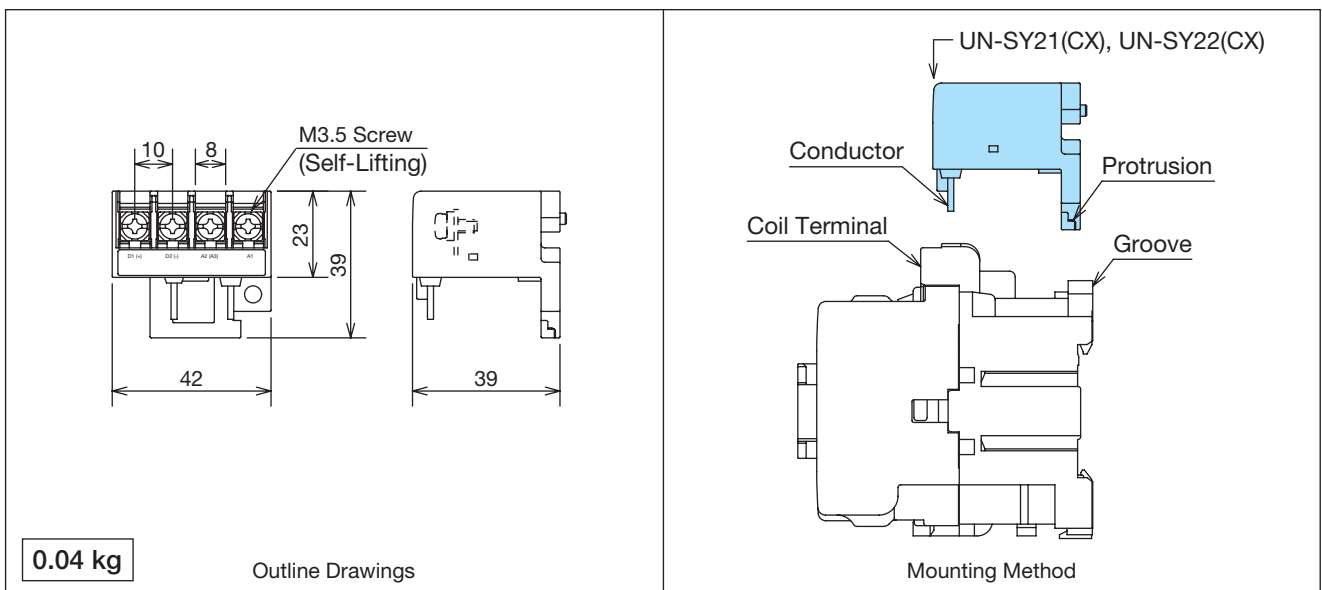 10
8
M3.5 Screw
(Self-Lifting)
D1 (+) D2 (-) A2 (A3) A1
23
39
42
39
0.04 kg
Outline Drawings
UN-SY21(CX), UN-SY22(CX)
Conductor
Protrusion
Coil Terminal
Groove
Mounting Method